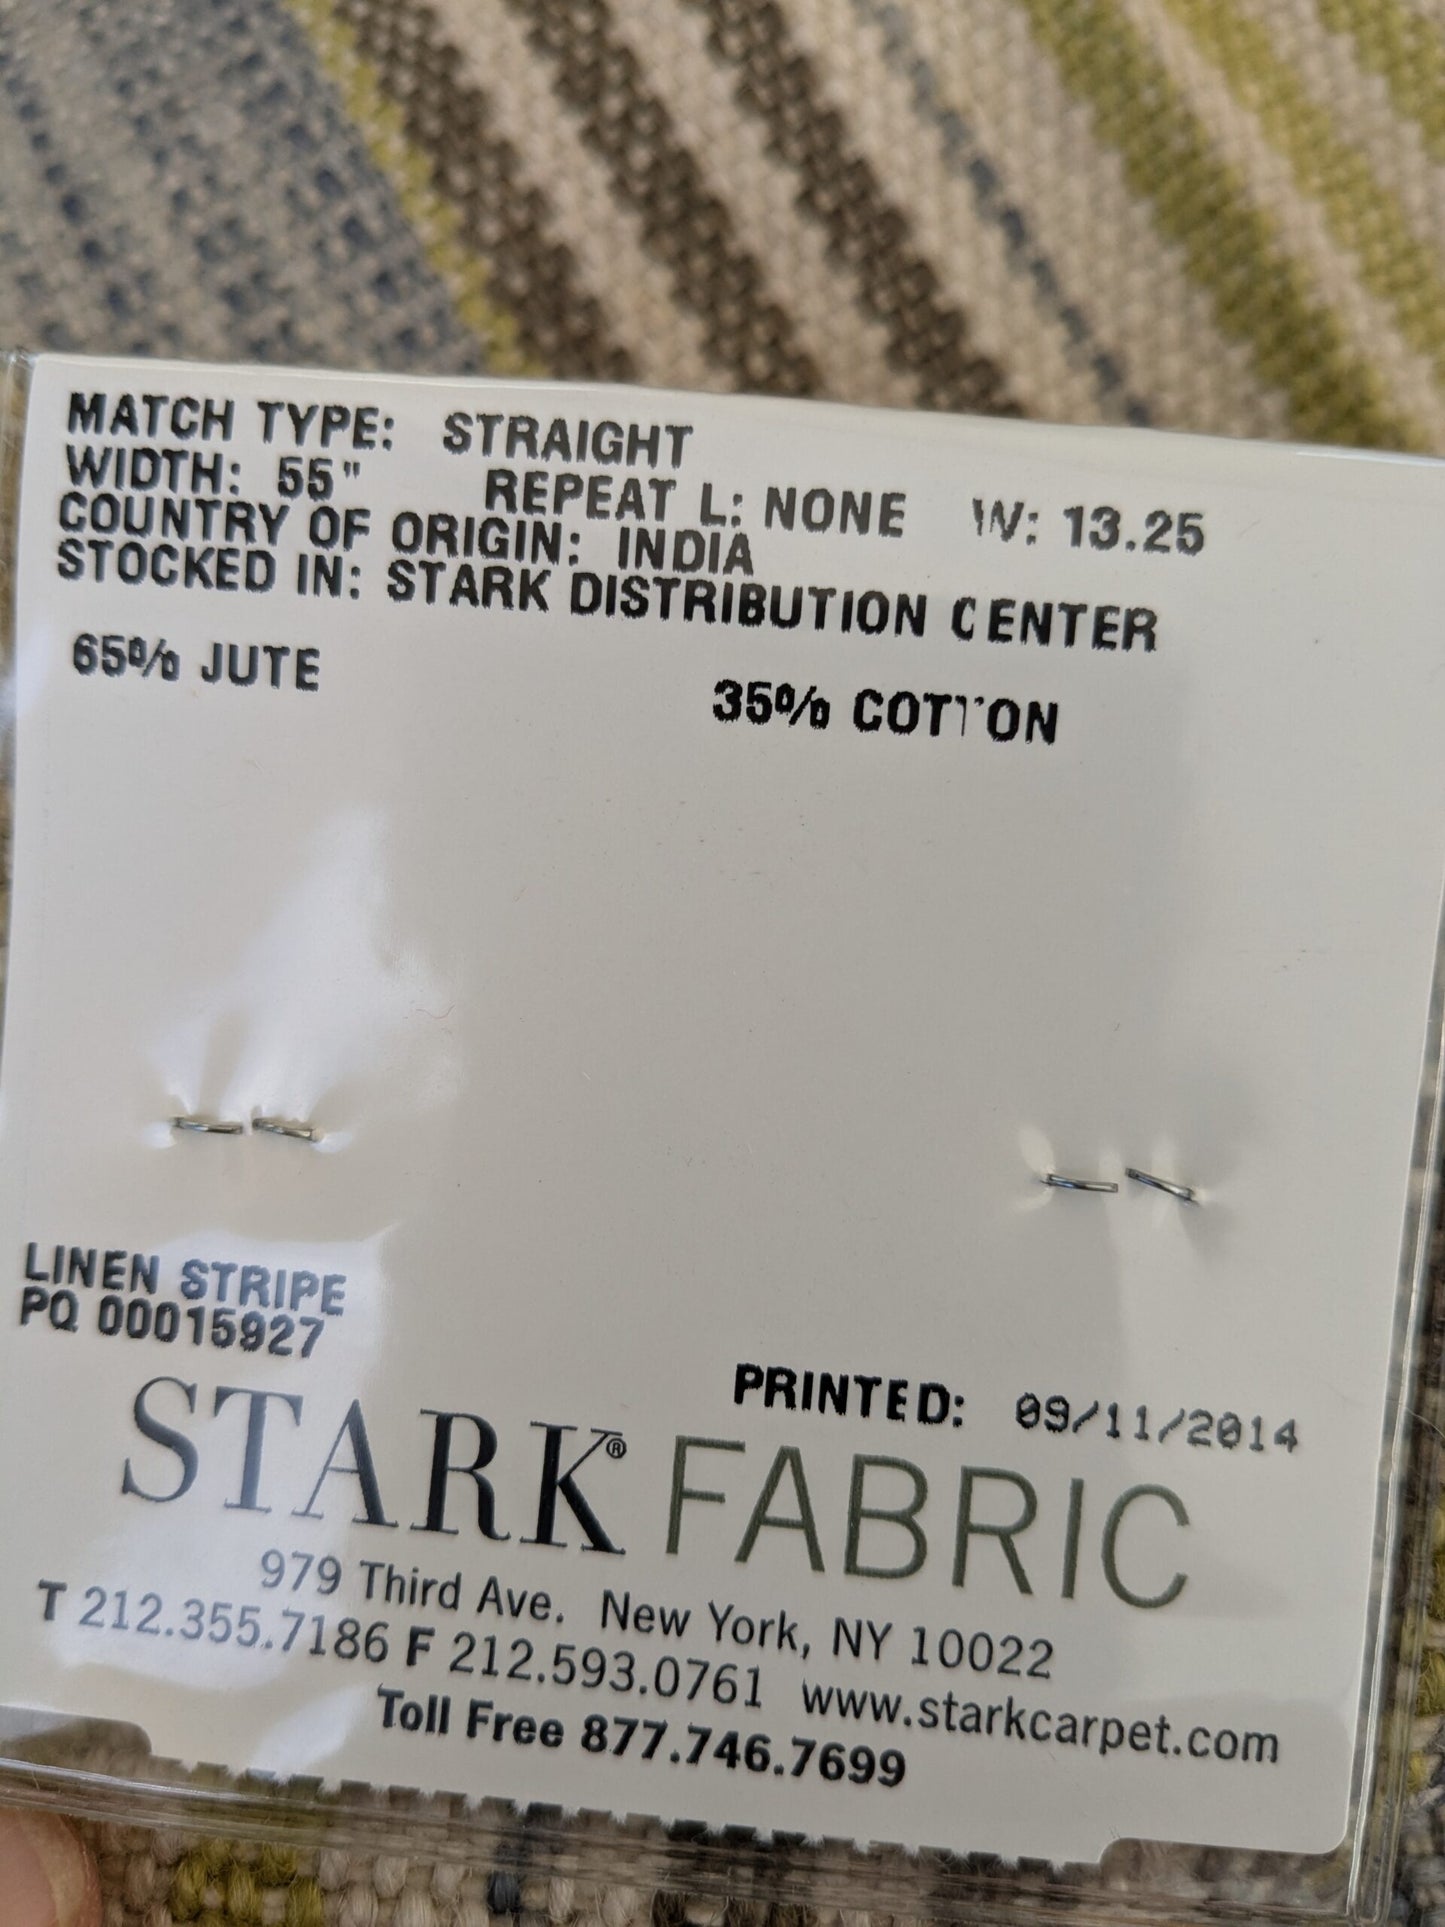 MATCH TYPE: STRAIGHT
WIDTH: 55" REPEAT L: NONE W: 13.25
COUNTRY OF ORIGIN: INDIA
STOCKED IN: STARK DISTRIBUTION CENTER
65% JUTE 35% COTTON
LINEN STRIPE
PQ 00015927
PRINTED: 09/11/2014
STARK® FABRIC
979 Third Ave. New York, NY 10022
T 212.355.7186 F 212.593.0761 www.starkcarpet.com
Toll Free 877.746.7699